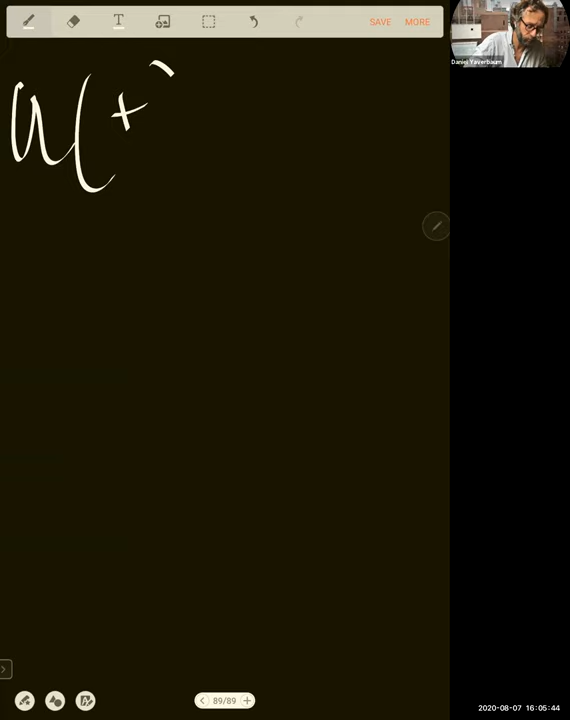 T SAVE MORE
Daniel Yaverbaum
a(t)
89/89
2020-08-07 16:05:44